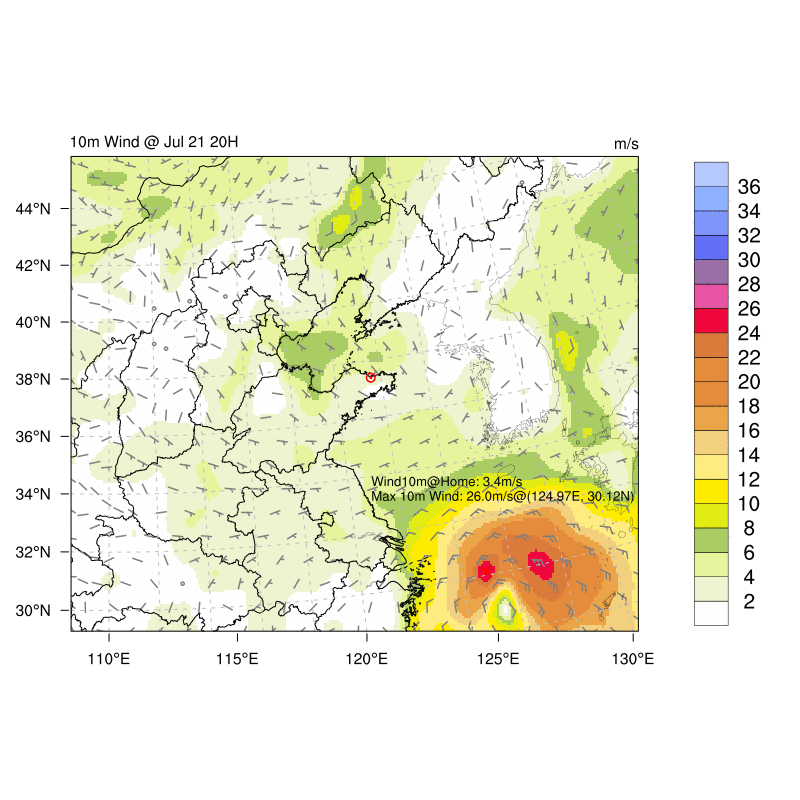 10m Wind @ Jul 21 20H
m/s
44°N
42°N
40°N
38°N
36°N
34°N
32°N
30°N
110°E
115°E
120°E
125°E
130°E
Wind10m@Home: 3.4m/s
Max 10m Wind: 26.0m/s@(124.97E, 30.12N)
36
34
32
30
28
26
24
22
20
18
16
14
12
10
8
6
4
2